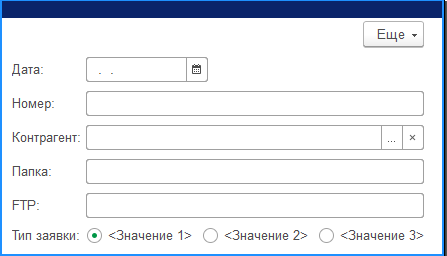 Еще
Дата: . .
Номер:
Контрагент: ... ×
Папка:
FTP:
Тип заявки: <Значение 1> <Значение 2> <Значение 3>